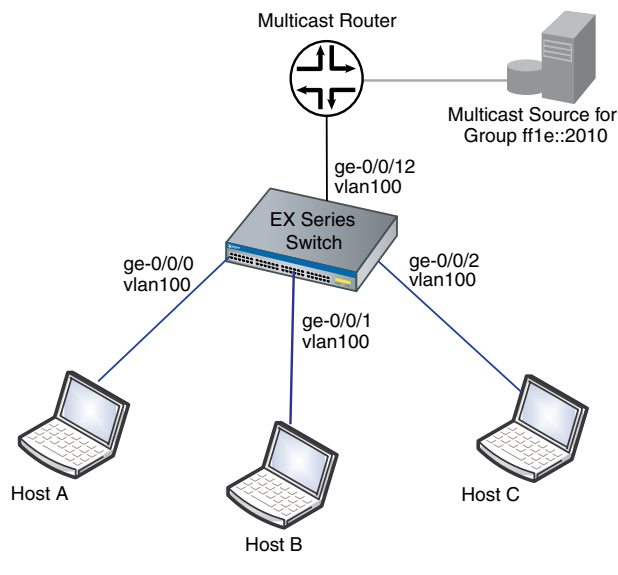 Multicast Router
Multicast Source for
Group ff1e::2010
ge-0/0/12
vlan100
EX Series
Switch
ge-0/0/0
vlan100
ge-0/0/2
vlan100
ge-0/0/1
vlan100
Host A
Host C
Host B